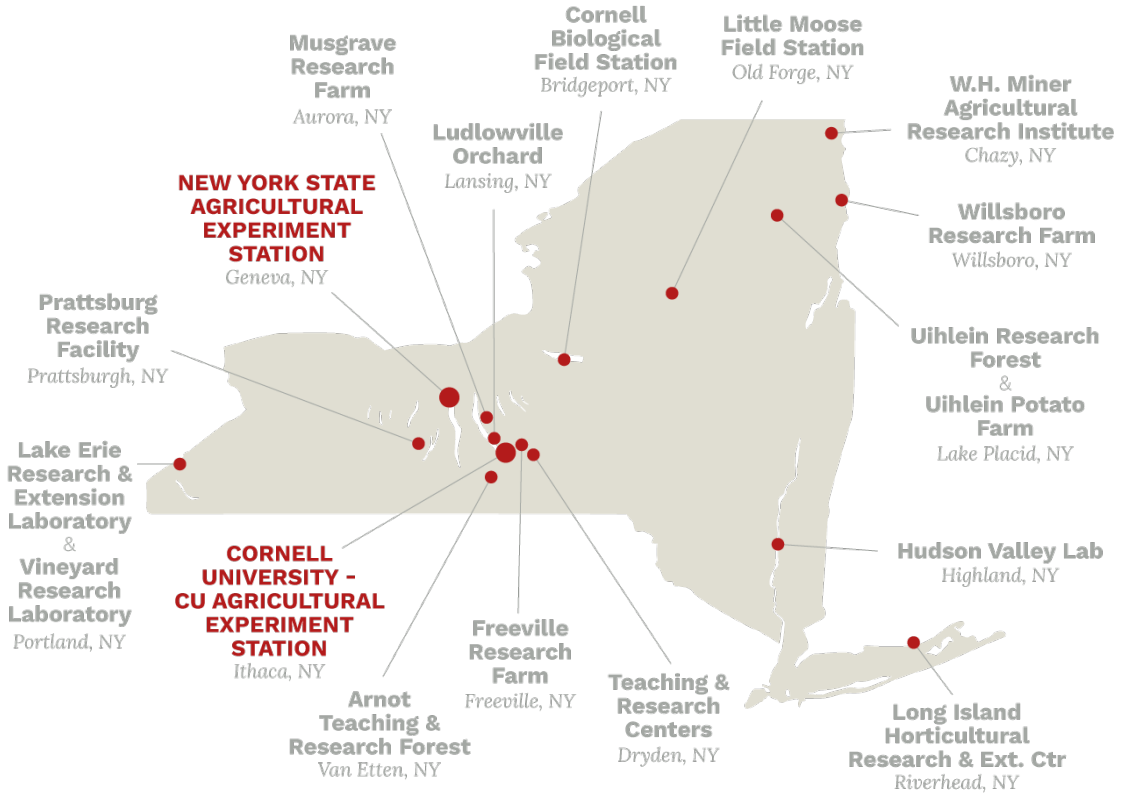 Cornell
Biological
Field Station
Bridgeport, NY
Little Moose
Field Station
Old Forge, NY
Musgrave
Research
Farm
Aurora, NY
W.H. Miner
Agricultural
Research Institute
Chazy, NY
Ludlowville
Orchard
Lansing, NY
NEW YORK STATE
AGRICULTURAL
EXPERIMENT
STATION
Geneva, NY
Willsboro
Research Farm
Willsboro, NY
Prattsburg
Research
Facility
Prattsburgh, NY
Uihlein Research
Forest
&
Uihlein Potato
Farm
Lake Placid, NY
Lake Erie
Research &
Extension
Laboratory
&
Vineyard
Research
Laboratory
Portland, NY
CORNELL
UNIVERSITY -
CU AGRICULTURAL
EXPERIMENT
STATION
Ithaca, NY
Hudson Valley Lab
Highland, NY
Freeville
Research
Farm
Freeville, NY
Teaching &
Research
Centers
Dryden, NY
Arnot
Teaching &
Research Forest
Van Etten, NY
Long Island
Horticultural
Research & Ext. Ctr
Riverhead, NY